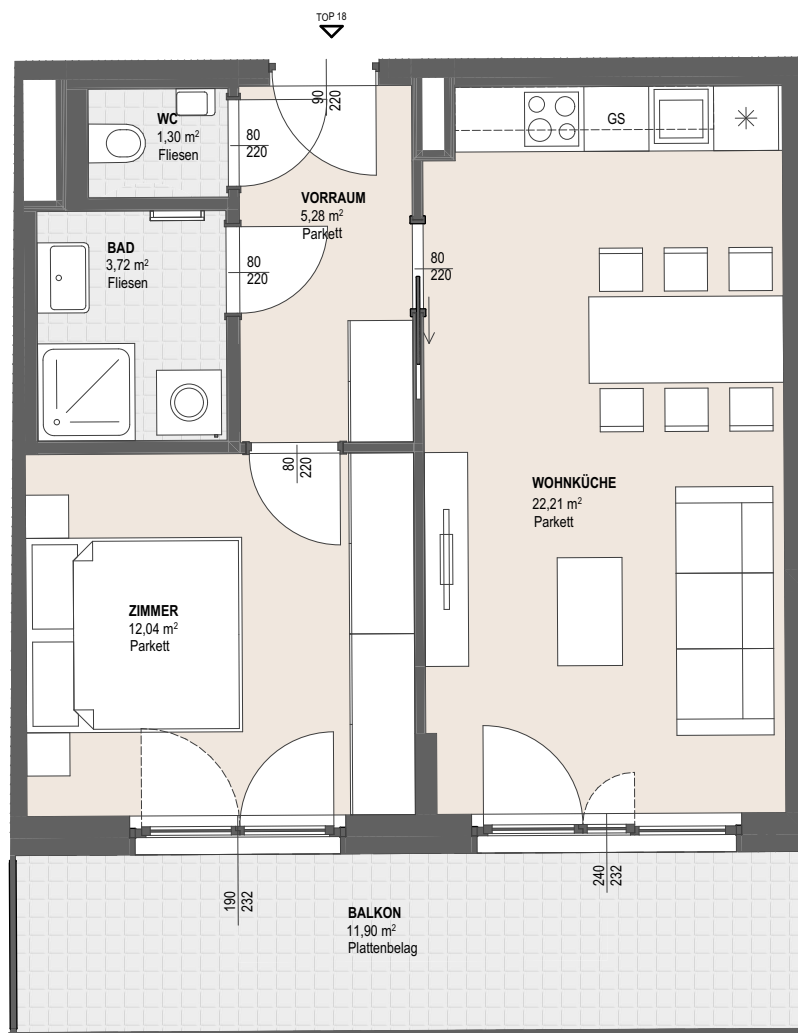 TOP 18
90
220
WC
1,30 m²
Fliesen
80
220
GS
VORRAUM
5,28 m²
Parkett
BAD
3,72 m²
Fliesen
80
220
80
220
80
220
WOHNKÜCHE
22,21 m²
Parkett
ZIMMER
12,04 m²
Parkett
190
232
240
232
BALKON
11,90 m²
Plattenbelag